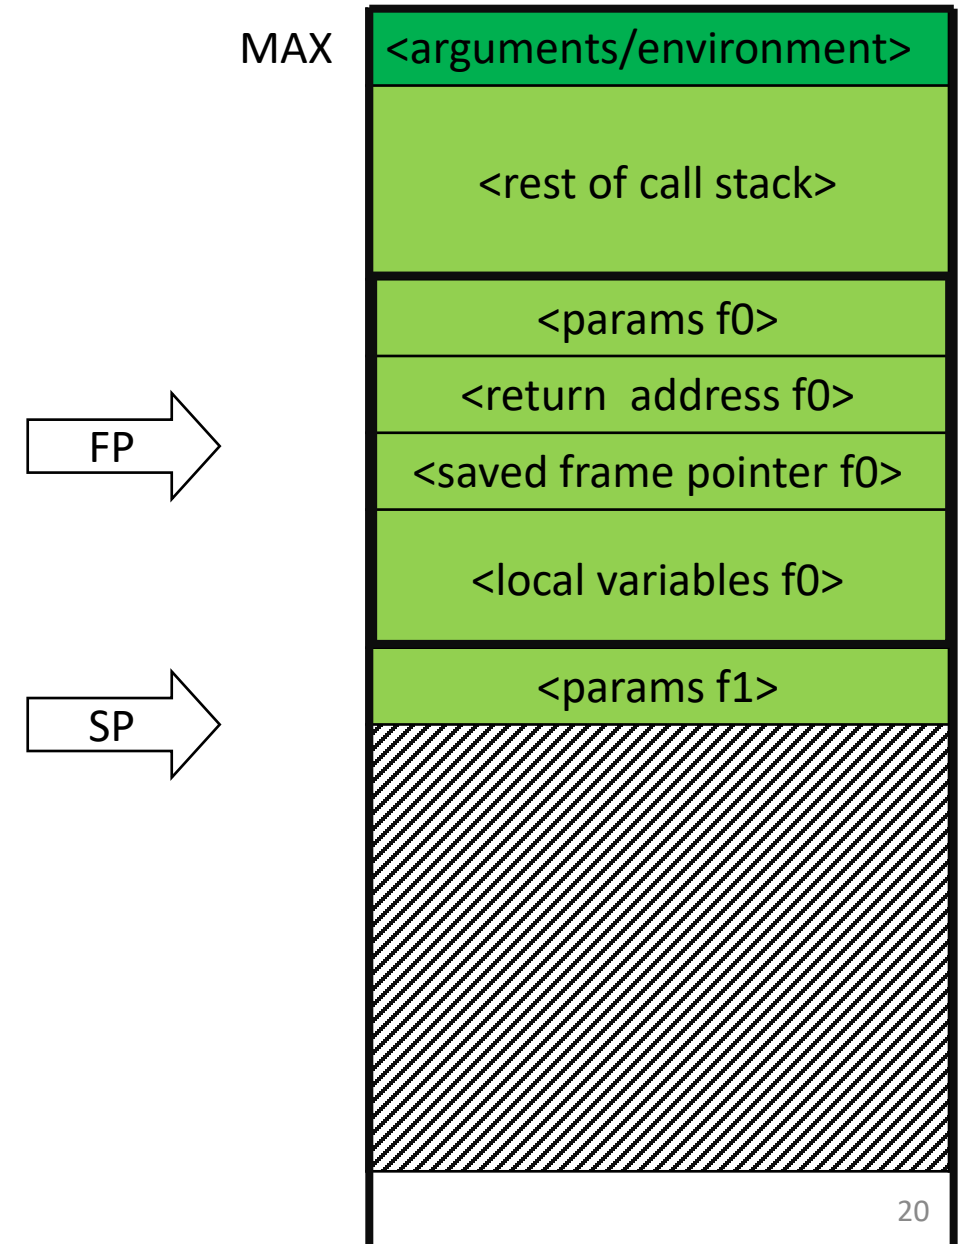 MAX
<arguments/environment>
<rest of call stack>
<params f0>
<return  address f0>
FP
<saved frame pointer f0>
<local variables f0>
<params f1>
SP
20